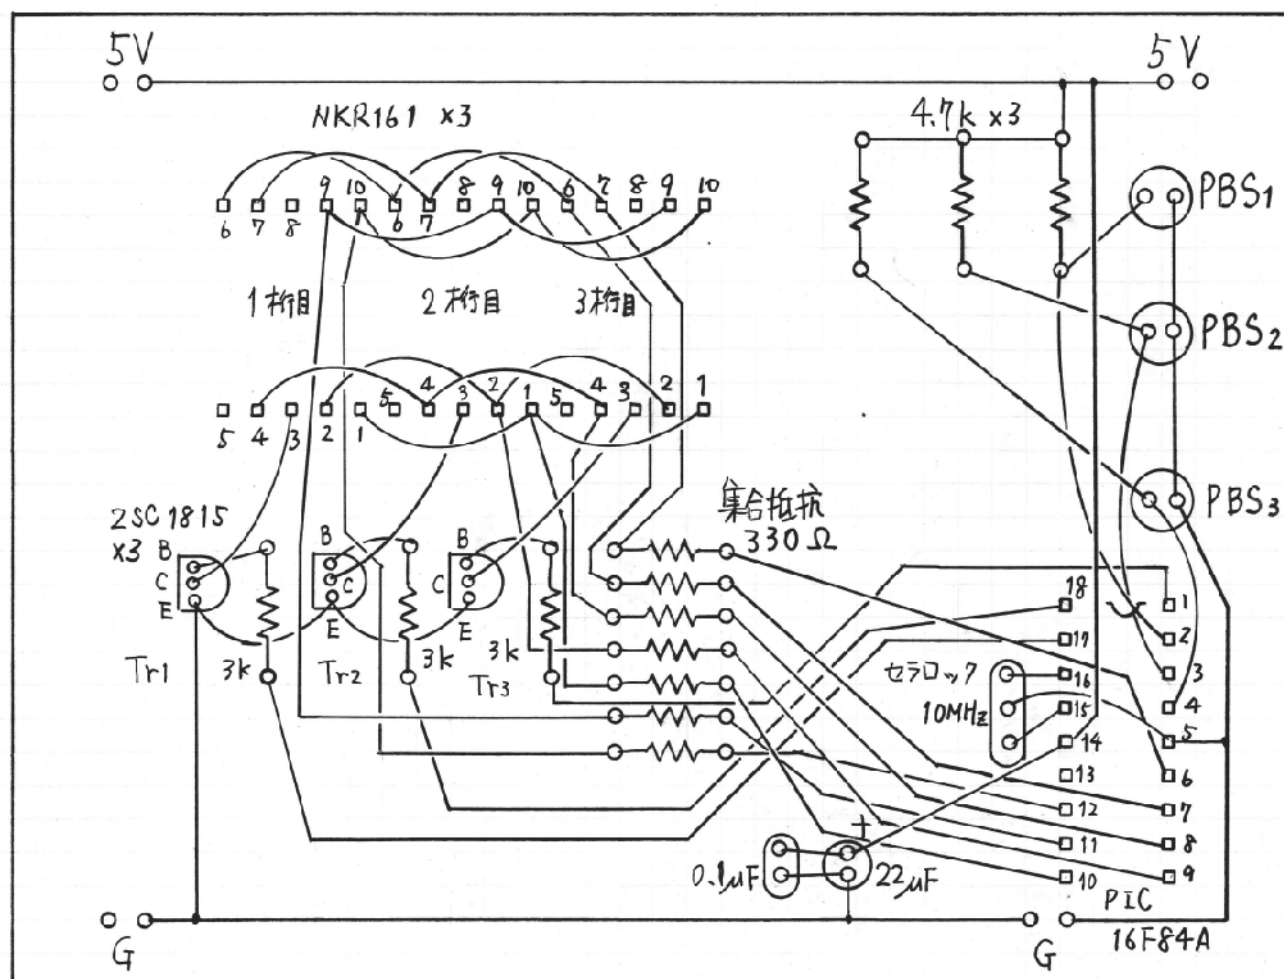 5V
5V
NKR161 x3
4.7k x3
9 10 8 9 10 6 7 8 9 10
6 7 8 6 7
PBS1
1桁目
2桁目
3桁目
PBS2
5 4 3 2 1 5 4 3 2 1 5 4 3 2 1
集合抵抗
330Ω
PBS3
2SC1815
x3
B
C
E
B
C
E
B
C
E
Tr1
3k
Tr2
3k
3k
Tr3
セラロック
10MHz
18 1
17 2
16 3
15 4
14 5
13 6
12 7
11 8
10 9
+
0.1μF
22μF
PIC
16F84A
G
G